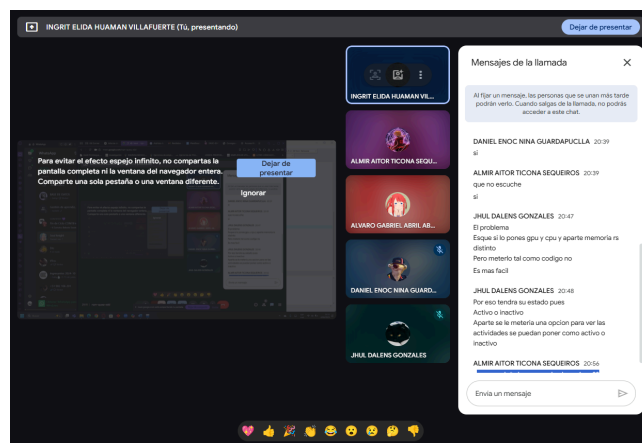 INGRIT ELIDA HUAMAN VILLAFUERTE (Tú, presentando)
Dejar de presentar
Para evitar el efecto espejo infinito, no compartas la
pantalla completa ni la ventana del navegador entera.
Comparte una sola pestaña o una ventana diferente.
Dejar de
presentar
Ignorar
INGRIT ELIDA HUAMAN VIL...
ALMIR AITOR TICONA SEQU...
ALVARO GABRIEL ABRIL AB...
DANIEL ENOC NINA GUARD...
JHUL DALENS GONZALES
Mensajes de la llamada
Al fijar un mensaje, las personas que se unan más tarde
podrán verlo. Cuando salgas de la llamada, no podrás
acceder a este chat.
DANIEL ENOC NINA GUARDAPUCLLA 20:39
si
ALMIR AITOR TICONA SEQUEIROS 20:39
que no escuche
si
JHUL DALENS GONZALES 20:47
El problema
Esque si lo pones gpu y cpu y aparte memoria rs
distinto
Pero meterlo tal como codigo no
Es mas facil
JHUL DALENS GONZALES 20:48
Por eso tendra su estado pues
Activo o inactivo
Aparte se le meteria una opcion para ver las
actividades se puedan poner como activo o
inactivo
ALMIR AITOR TICONA SEQUEIROS 20:56
Envía un mensaje